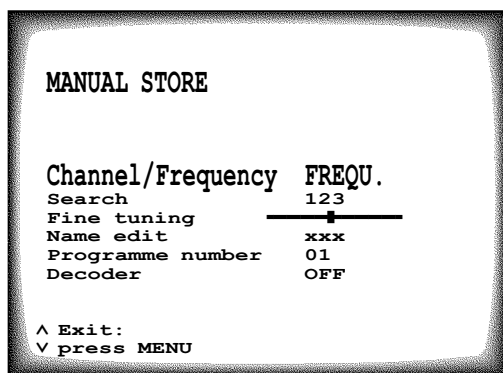 MANUAL STORE
Channel/Frequency FREQU.
Search 123
Fine tuning
Name edit xxx
Programme number 01
Decoder OFF
^ Exit:
v press MENU